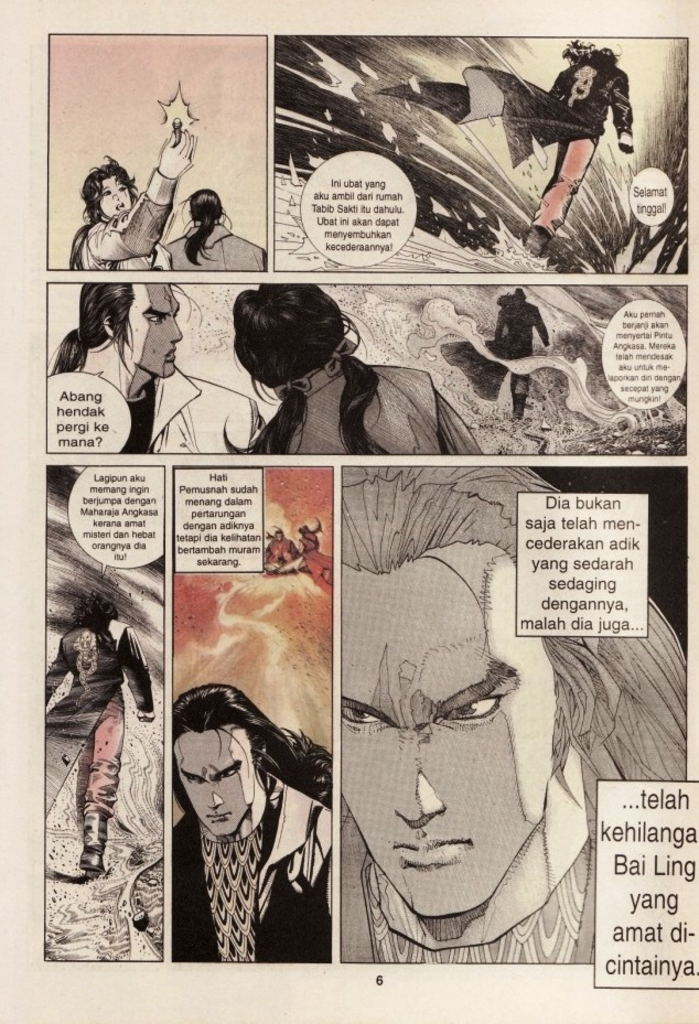 Ini ubat yang
aku ambil dari rumah
Tabib Sakti itu dahulu.
Ubat ini akan dapat
menyembuhkan
kecederaannya!
Selamat
tinggal!
Abang
hendak
pergi ke
mana?
Aku pernah
berjanji akan
menyertai Pintu
Angkasa. Mereka
telah mendesak
aku untuk me-
laporkan diri dengan
secepat yang
mungkin!
Lagipun aku
memang ingin
berjumpa dengan
Maharaja Angkasa
kerana amat
misteri dan hebat
orangnya dia
itu!
Hati
Pemusnah sudah
menang dalam
pertarungan
dengan adiknya
tetapi dia kelihatan
bertambah muram
sekarang.
Dia bukan
saja telah men-
cederakan adik
yang sedarah
sedaging
dengannya,
malah dia juga...
...telah
kehilanga
Bai Ling
yang
amat di-
cintainya.
6